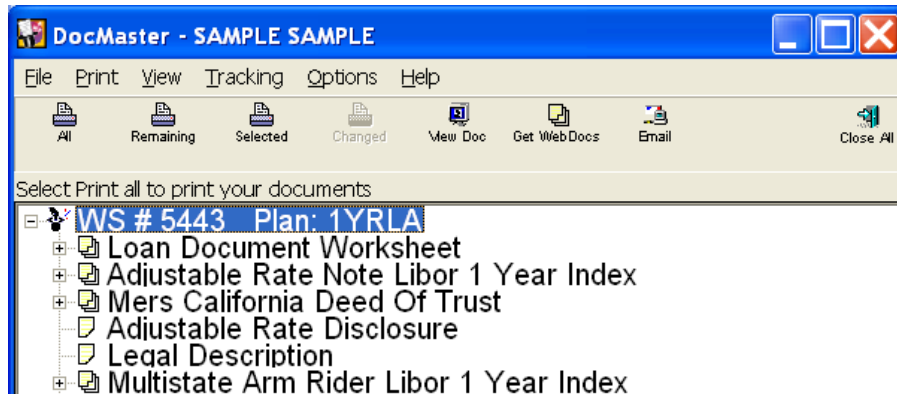 DocMaster - SAMPLE SAMPLE
File Print View Tracking Options Help
All Remaining Selected Changed View Doc Get WebDocs Email Close All
Select Print all to print your documents
WS # 5443 Plan: 1YRLA
Loan Document Worksheet
Adjustable Rate Note Libor 1 Year Index
Mers California Deed Of Trust
Adjustable Rate Disclosure
Legal Description
Multistate Arm Rider Libor 1 Year Index